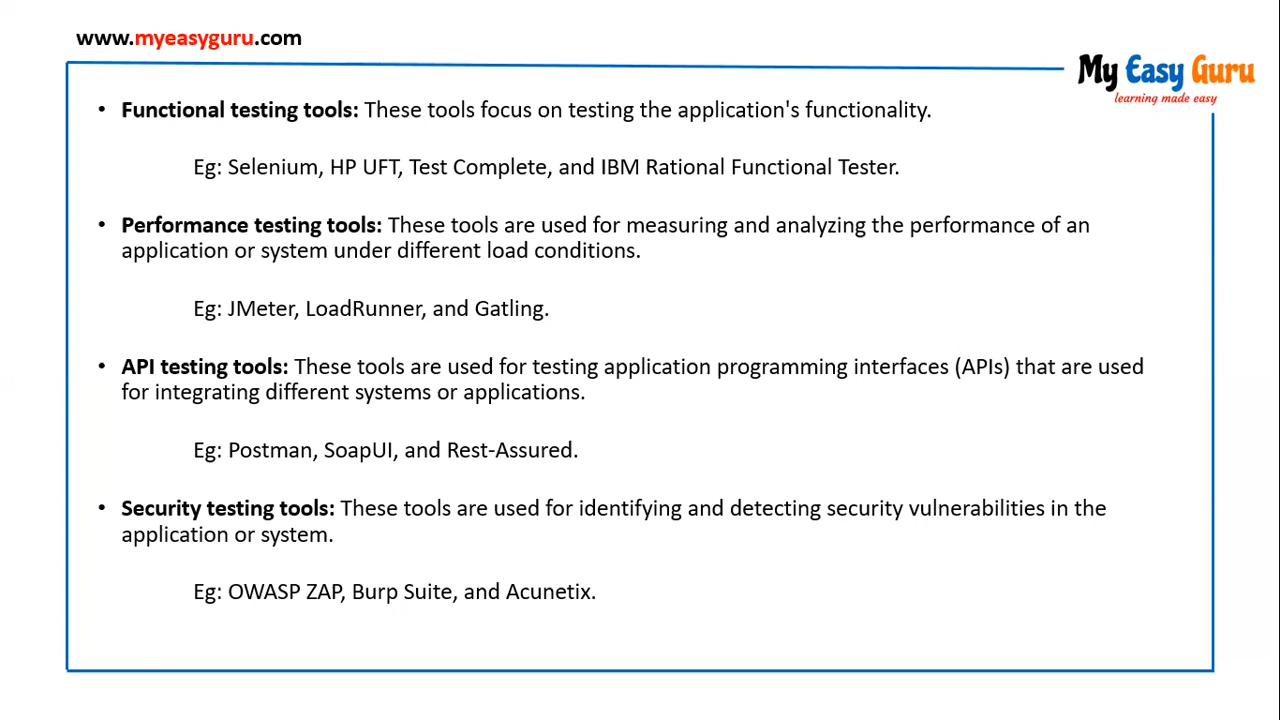 www.myeasyguru.com
My Easy Guru
learning made easy
• Functional testing tools: These tools focus on testing the application's functionality.
Eg: Selenium, HP UFT, Test Complete, and IBM Rational Functional Tester.
• Performance testing tools: These tools are used for measuring and analyzing the performance of an
application or system under different load conditions.
Eg: JMeter, LoadRunner, and Gatling.
• API testing tools: These tools are used for testing application programming interfaces (APIs) that are used
for integrating different systems or applications.
Eg: Postman, SoapUI, and Rest-Assured.
• Security testing tools: These tools are used for identifying and detecting security vulnerabilities in the
application or system.
Eg: OWASP ZAP, Burp Suite, and Acunetix.